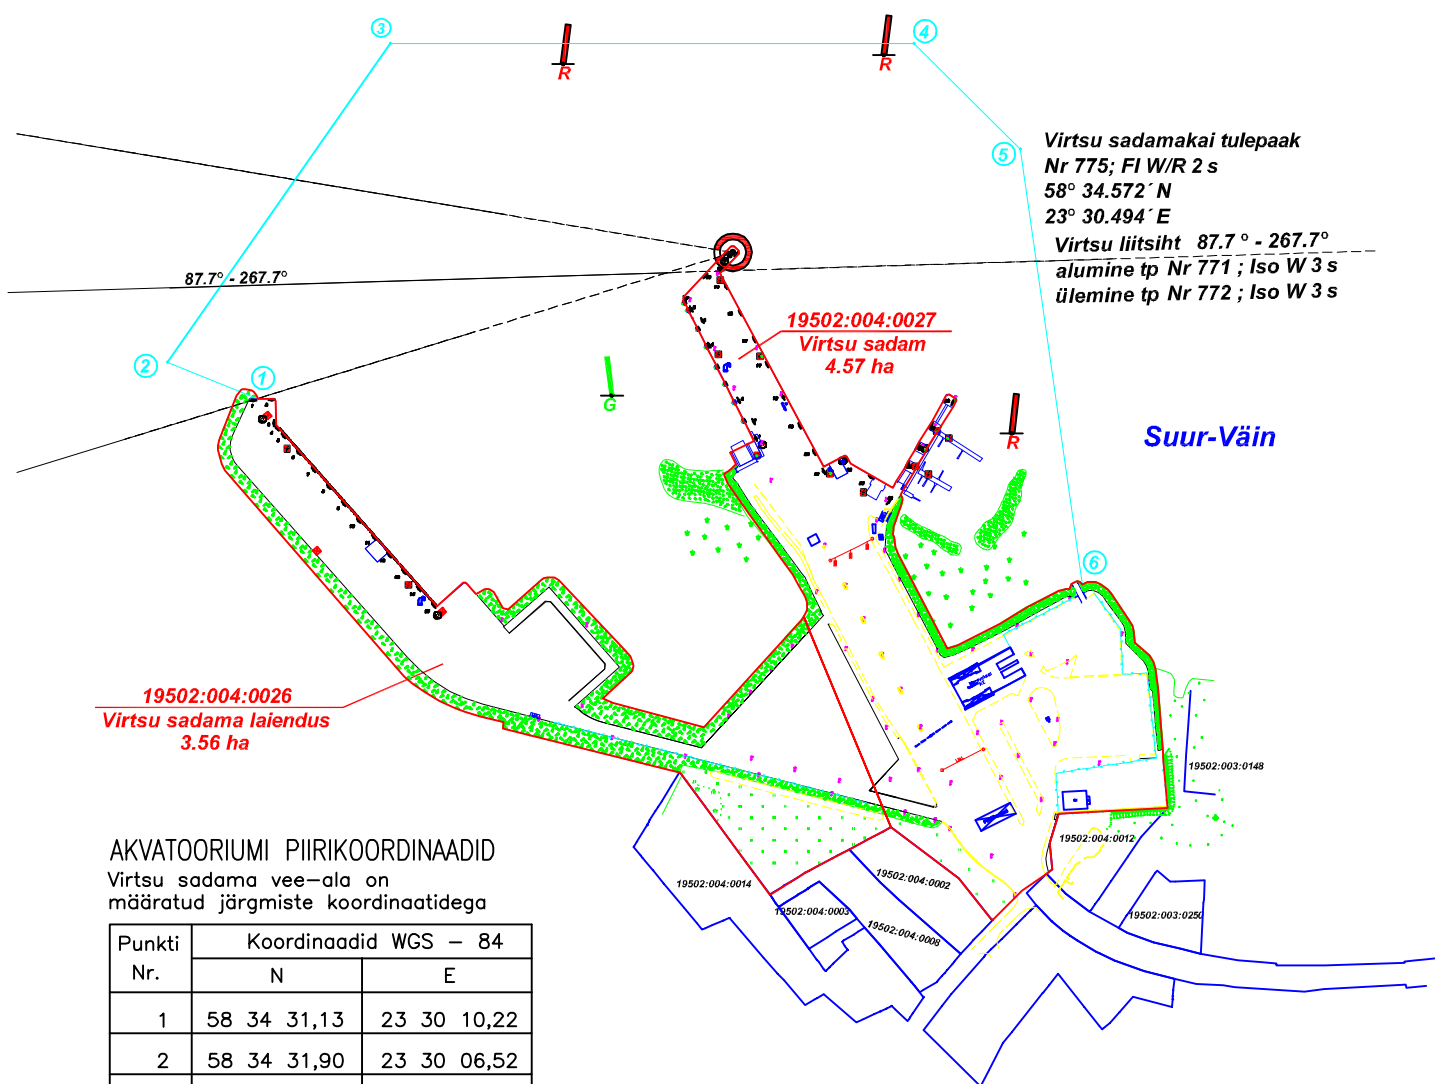 3
4
R
R
5
Virtsu sadamakai tulepaak
Nr 775; Fl W/R 2 s
58° 34.572´ N
23° 30.494´ E
Virtsu liitsiht 87.7 ° - 267.7°
alumine tp Nr 771 ; Iso W 3 s
ülemine tp Nr 772 ; Iso W 3 s
87.7° - 267.7°
19502:004:0027
Virtsu sadam
4.57 ha
2
1
G
R
Suur-Väin
6
19502:004:0026
Virtsu sadama laiendus
3.56 ha
19502:003:0148
19502:004:0012
19502:004:0014
19502:004:0002
19502:004:0003
19502:004:0008
19502:003:0250
AKVATOORIUMI PIIRIKOORDINAADID
Virtsu sadama vee-ala on
määratud järgmiste koordinaatidega
Punkti Nr.
Koordinaadid WGS - 84
N E
1 58 34 31,13 23 30 10,22
2 58 34 31,90 23 30 06,52